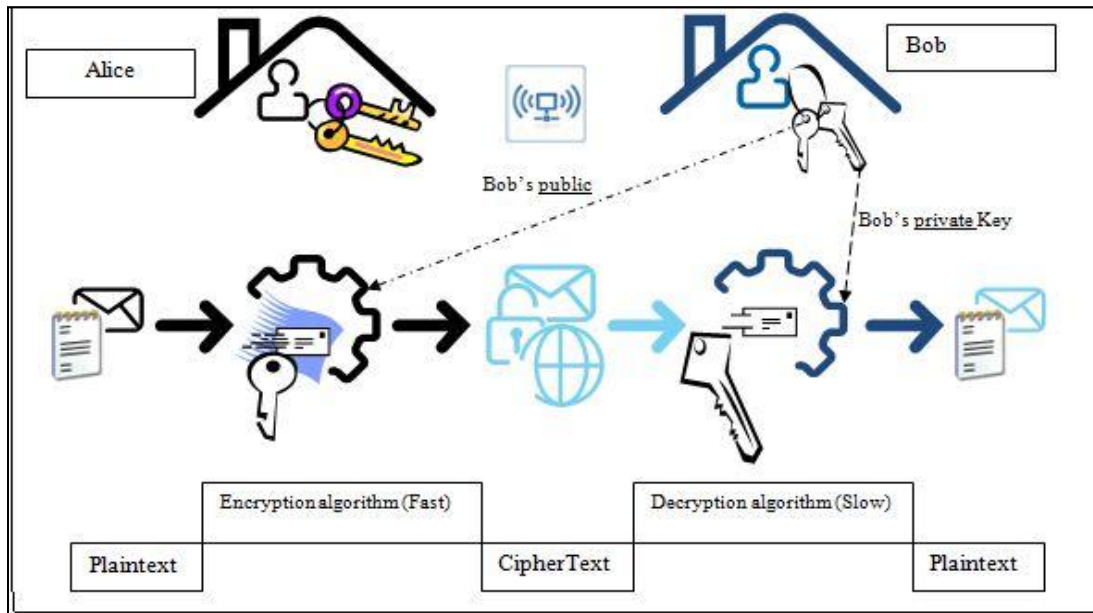 Alice
Bob
Bob's public
Bob's private Key
Encryption algorithm (Fast)
Decryption algorithm (Slow)
Plaintext
CipherText
Plaintext